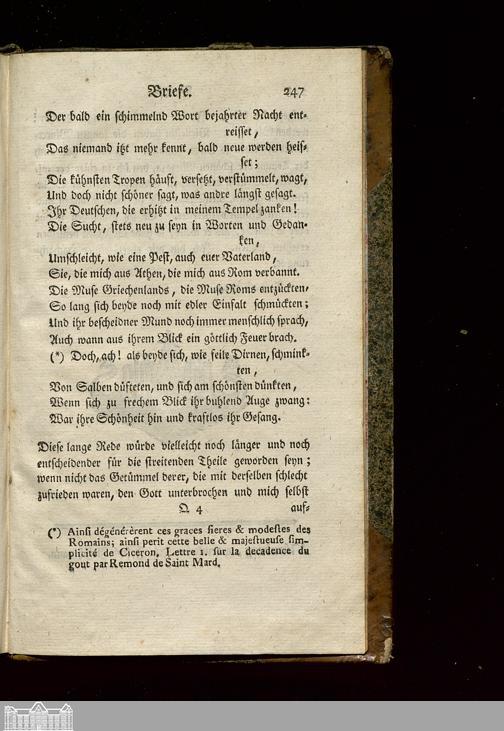 Briefe. 247
Der bald ein schimmelnd Wort bejahrter Nacht ent-
reisset,
Das niemand itzt mehr kennt, bald neue werden heis-
set;
Die kühnsten Tropen häuft, versetzt, verstümmelt, wagt,
Und doch nicht schöner sagt, was andre längst gesagt.
Ihr Deutschen, die erhitzt in meinem Tempel zanken!
Die Sucht, stets neu zu seyn in Worten und Gedan-
ken,
Umschleicht, wie eine Pest, auch euer Vaterland,
Sie, die mich aus Athen, die mich aus Rom verbannt.
Die Muse Griechenlands, die Muse Roms entzückten,
So lang sich beyde noch mit edler Einfalt schmückten;
Und ihr bescheidner Mund noch immer menschlich sprach,
Auch wann aus ihrem Blick ein göttlich Feuer brach.
(*) Doch, ach! als beyde sich, wie feile Dirnen, schmink-
ten,
Von Salben düfteten, und sich am schönsten dünkten,
Wenn sich zu frechem Blick ihr buhlend Auge zwang:
War ihre Schönheit hin und kraftlos ihr Gesang.
Diese lange Rede würde vielleicht noch länger und noch
entscheidender für die streitenden Theile geworden seyn;
wenn nicht das Getümmel derer, die mit derselben schlecht
zufrieden waren, den Gott unterbrochen und mich selbst
Q 4 auf-
(*) Ainsi dégénérèrent ces graces fieres & modestes des
Romains; ainsi perit cette belle & majestueuse sim-
plicité de Ciceron. Lettre 1. sur la decadence du
gout par Remond de Saint Mard.